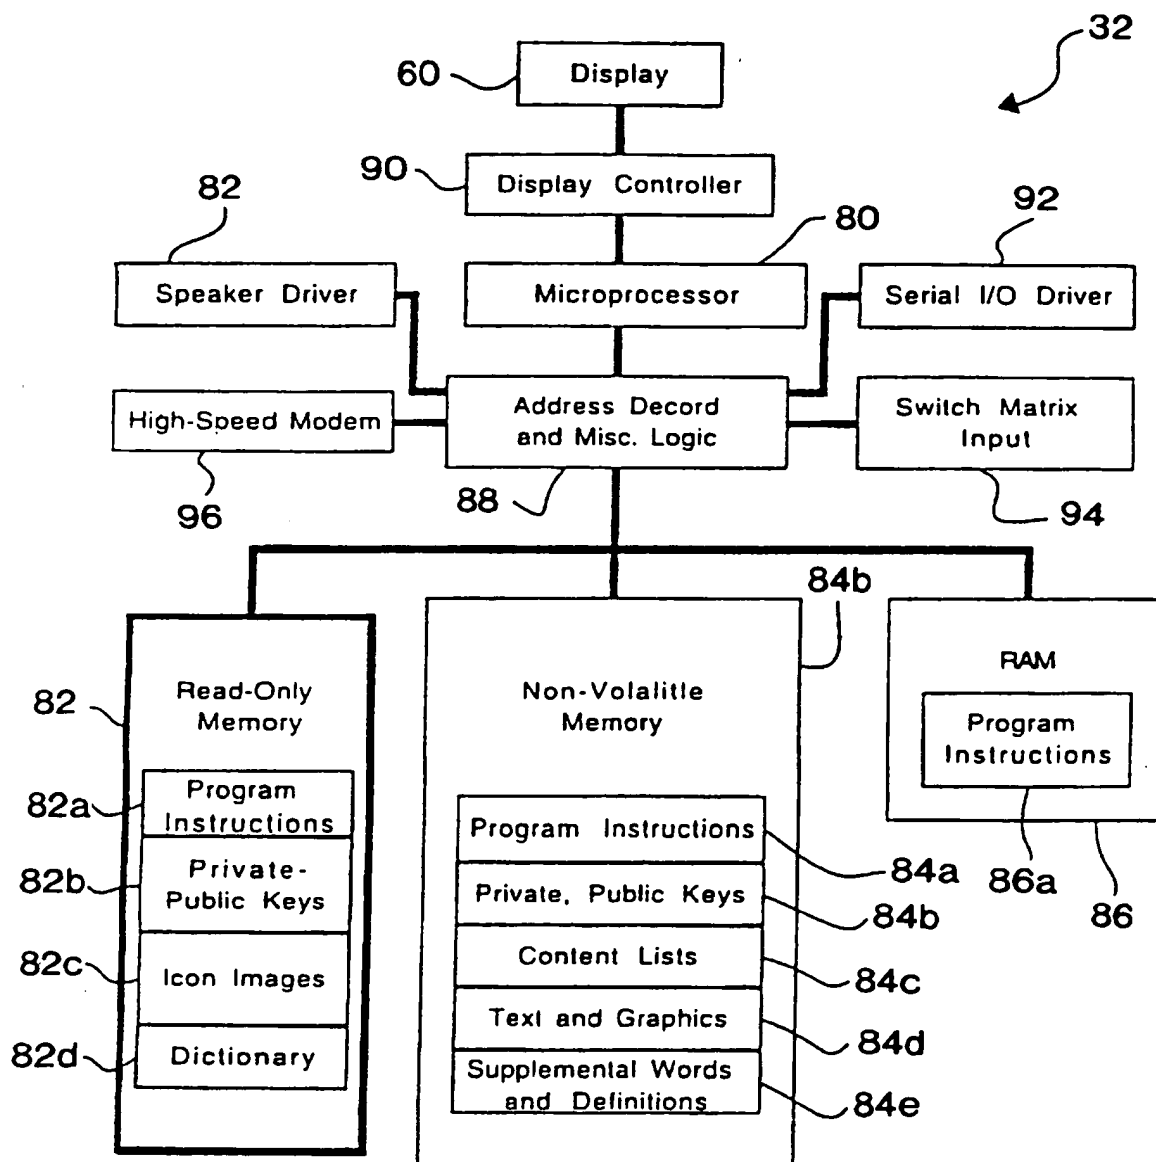 32
60
Display
90
Display Controller
82
80
92
Speaker Driver
Microprocessor
Serial I/O Driver
High-Speed Modem
Address Decord
and Misc. Logic
Switch Matrix
Input
96
88
94
84b
82
Read-Only
Memory
Non-Volalitle
Memory
RAM
Program
Instructions
82a
Program
Instructions
82b
Private-
Public Keys
82c
Icon Images
82d
Dictionary
Program Instructions
84a
Private, Public Keys
84b
Content Lists
84c
Text and Graphics
84d
Supplemental Words
and Definitions
84e
86a
86